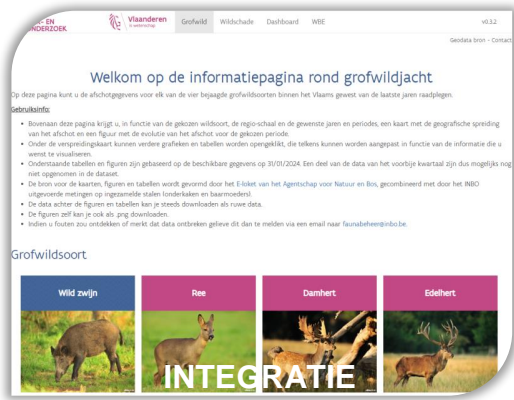 - EN
NDERZOEK
Vlaanderen
is wetenschap
Grofwild Wildschade Dashboard WBE
v0.3.2
Geodata bron - Contact
Welkom op de informatiepagina rond grofwildjacht
Op deze pagina kunt u de afschotgegevens voor elk van de vier bejaagde grofwildsoorten binnen het Vlaams gewest van de laatste jaren raadplegen.
Gebruiksinfo:
• Bovenaan deze pagina krijgt u, in functie van de gekozen wildsoort, de regio-schaal en de gewenste jaren en periodes, een kaart met de geografische spreiding
van het afschot en een figuur met de evolutie van het afschot voor de gekozen periode.
• Onder de verspreidingskaart kunnen verdere grafieken en tabellen worden opengeklikt, die telkens kunnen worden aangepast in functie van de informatie die u
wenst te visualiseren.
• Onderstaande tabellen en figuren zijn gebaseerd op de beschikbare gegevens op 31/01/2024. Een deel van de data van het voorbije kwartaal zijn dus mogelijks nog
niet opgenomen in de dataset.
• De bron voor de kaarten, figuren en tabellen wordt gevormd door het E-loket van het Agentschap voor Natuur en Bos, gecombineerd met door het INBO
uitgevoerde metingen op ingezamelde stalen (onderkaken en baarmoeders).
• De data achter de figuren en tabellen kan je steeds downloaden als ruwe data.
• De figuren zelf kan je ook als .png downloaden.
• Indien u fouten zou ontdekken of merkt dat data ontbreken gelieve dit dan te melden via een email naar faunabeheer@inbo.be.
Grofwildsoort
Wild zwijn Ree Damhert Edelhert
INTEGRATIE